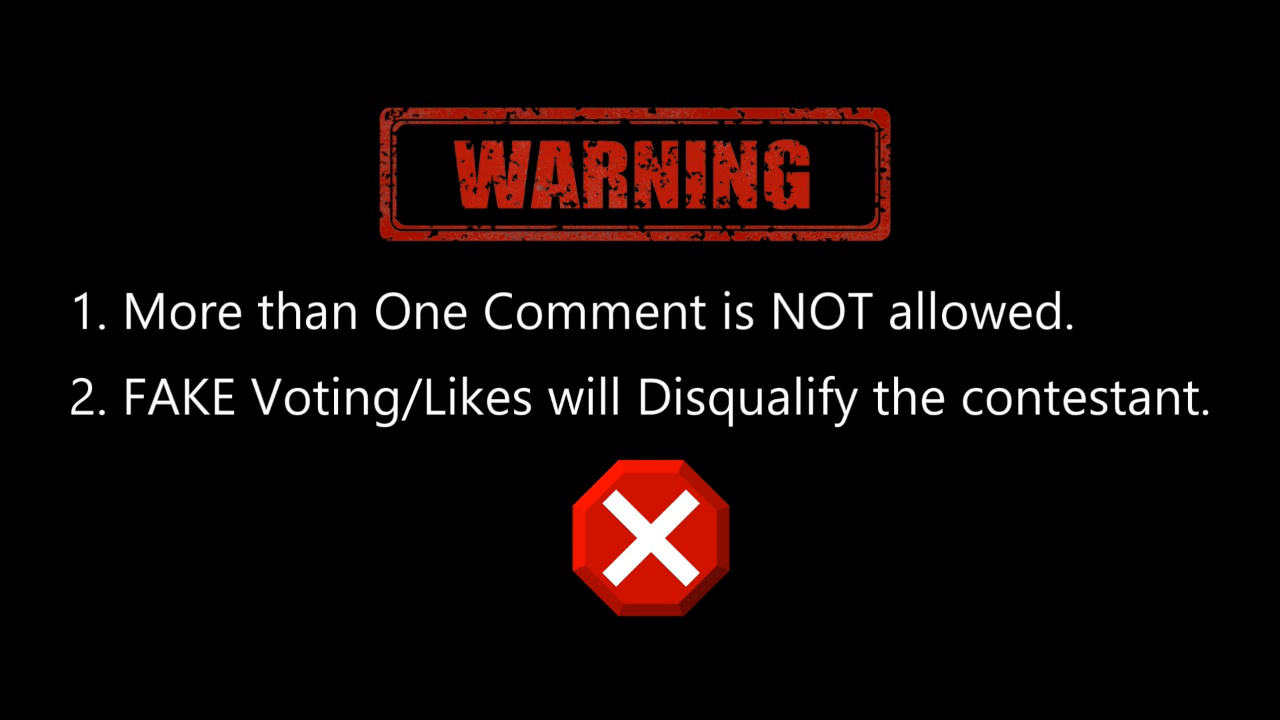 WARNING
1. More than One Comment is NOT allowed.
2. FAKE Voting/Likes will Disqualify the contestant.